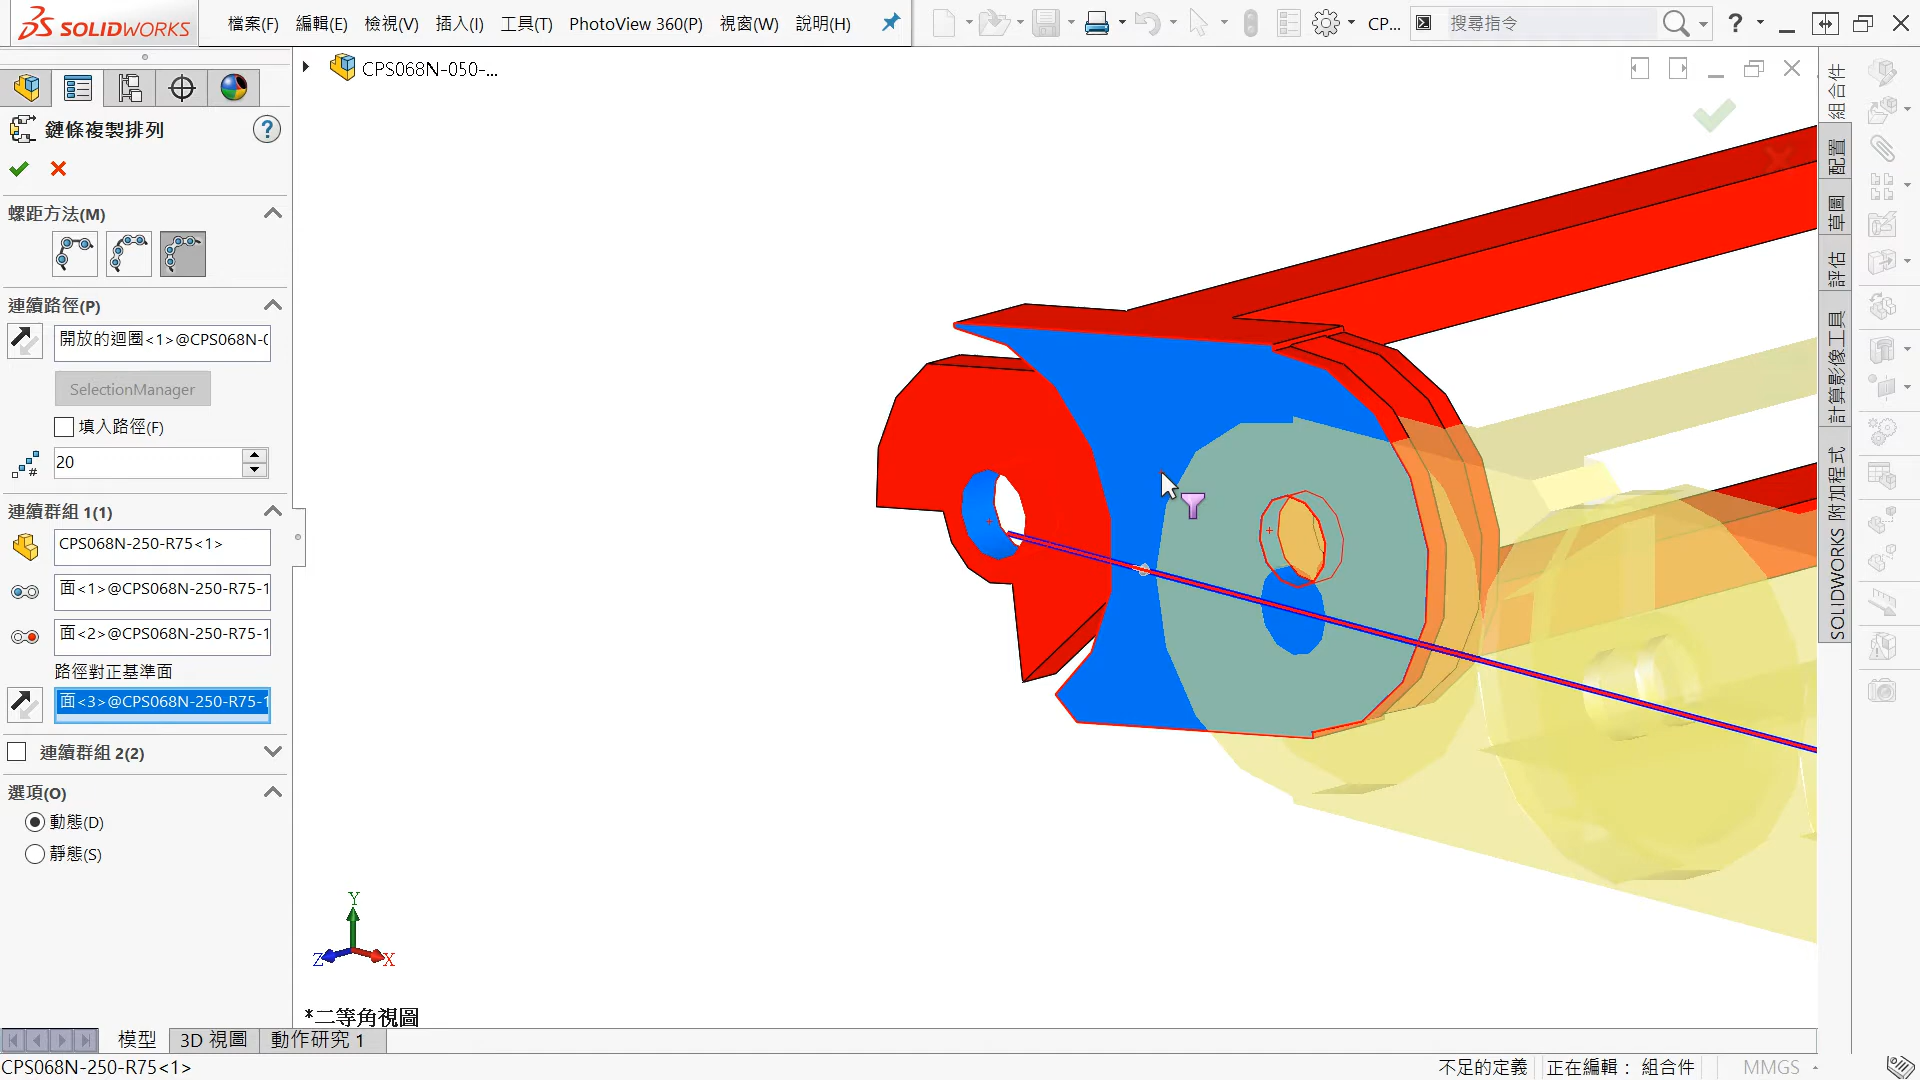 SOLIDWORKS
檔案(F) 編輯(E) 檢視(V) 插入(I) 工具(T) PhotoView 360(P) 視窗(W) 說明(H)
CP... 搜尋指令
CPS068N-050-...
鏈條複製排列
螺距方法(M)
連續路徑(P)
開放的迴圈<1>@CPS068N-(
SelectionManager
填入路徑(F)
20
連續群組 1(1)
CPS068N-250-R75<1>
面<1>@CPS068N-250-R75-1
面<2>@CPS068N-250-R75-1
路徑對正基準面
面<3>@CPS068N-250-R75-1
連續群組 2(2)
選項(O)
動態(D)
靜態(S)
組合件
配置
草圖
評估
計算影像工具
SOLIDWORKS 附加程式
Y
Z
X
*二等角視圖
模型 3D 視圖 動作研究 1
CPS068N-250-R75<1> 不足的定義 正在編輯： 組合件 MMGS